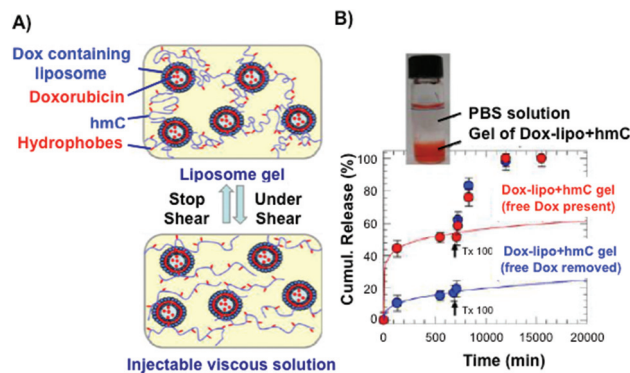 A)
Dox containing
liposome
Doxorubicin
hmC
Hydrophobes
Liposome gel
Stop
Shear
Under
Shear
Injectable viscous solution
B)
PBS solution
Gel of Dox-lipo+hmC
Cumul. Release (%)
100
80
60
40
20
0
Dox-lipo+hmC gel
(free Dox present)
Tx 100
Dox-lipo+hmC gel
(free Dox removed)
Tx 100
0
5000
10000
15000
20000
Time (min)